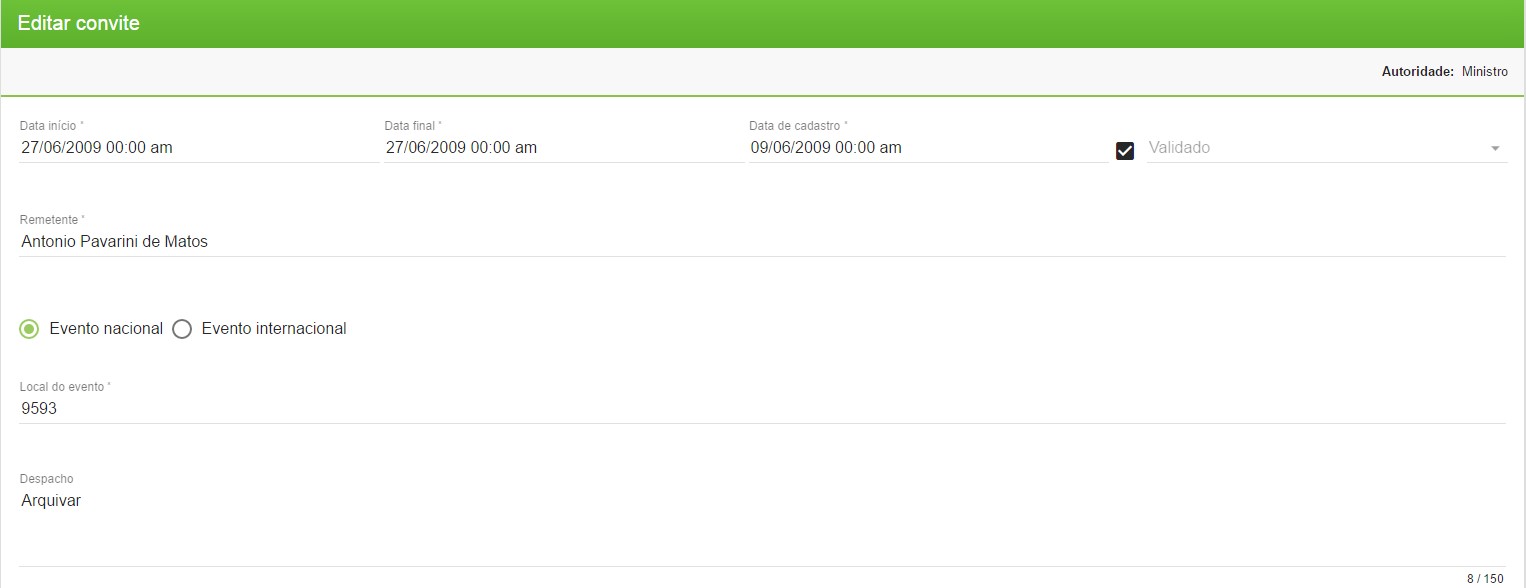 Editar convite
Autoridade: Ministro
Data início * Data final * Data de cadastro *
27/06/2009 00:00 am 27/06/2009 00:00 am 09/06/2009 00:00 am Validado
Remetente *
Antonio Pavarini de Matos
Evento nacional Evento internacional
Local do evento *
9593
Despacho
Arquivar
8 / 150